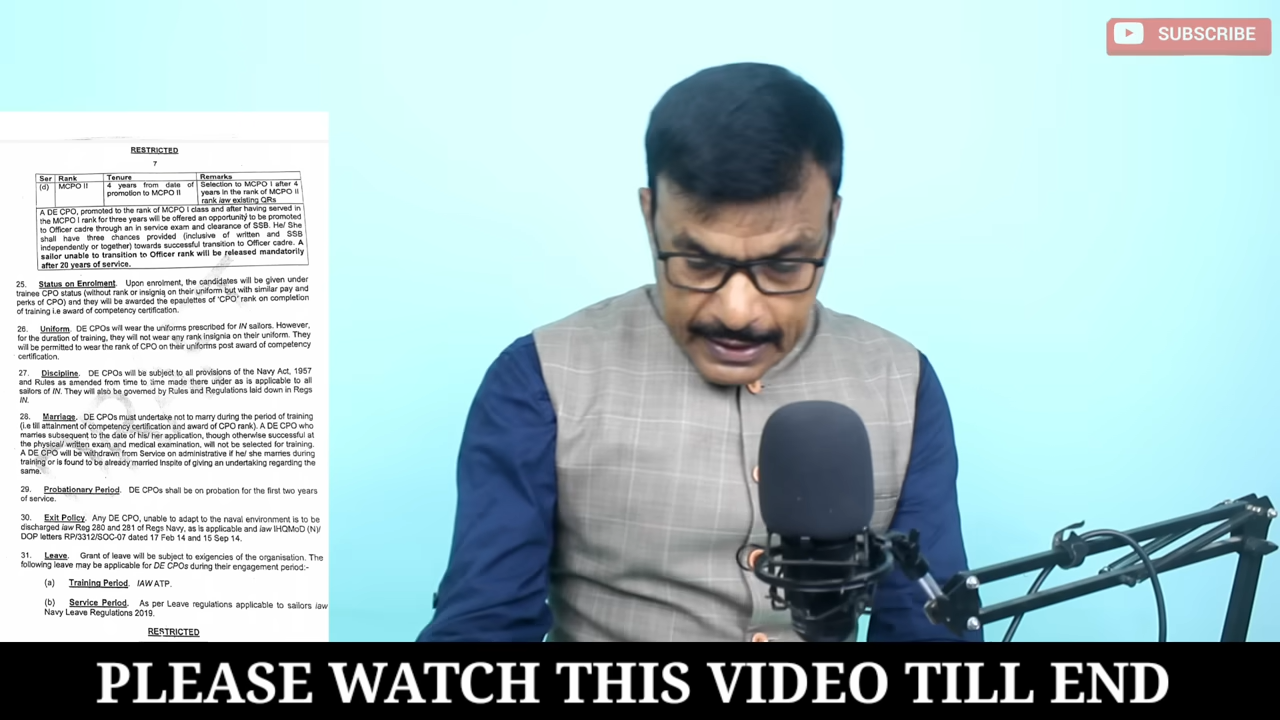 SUBSCRIBE
RESTRICTED
7
Ser Rank Tenure Remarks
(d) MCPO II 4 years from date of promotion to MCPO II Selection to MCPO I after 4 years in the rank of MCPO II rank iaw existing QRs
A DE CPO, promoted to the rank of MCPO I class and after having served in
the MCPO I rank for three years will be offered an opportunity to be promoted
to Officer cadre through an in service exam and clearance of SSB. He/ She
shall have three chances provided (inclusive of written and SSB
independently or together) towards successful transition to Officer cadre. A
sailor unable to transition to Officer rank will be released mandatorily
after 20 years of service.
25. Status on Enrolment. Upon enrolment, the candidates will be given under
trainee CPO status (without rank or insignia on their uniform but with similar pay and
perks of CPO) and they will be awarded the epaulettes of 'CPO' rank on completion
of training i.e award of competency certification.
26. Uniform. DE CPOs will wear the uniforms prescribed for IN sailors. However,
for the duration of training, they will not wear any rank insignia on their uniform. They
will be permitted to wear the rank of CPO on their uniforms post award of competency
certification.
27. Discipline. DE CPOs will be subject to all provisions of the Navy Act, 1957
and Rules as amended from time to time made there under as is applicable to all
sailors of IN. They will also be governed by Rules and Regulations laid down in Regs
IN.
28. Marriage. DE CPOs must undertake not to marry during the period of training
(i.e till attainment of competency certification and award of CPO rank). A DE CPO who
marries subsequent to the date of his/ her application, though otherwise successful at
the physical/ written exam and medical examination, will not be selected for training.
A DE CPO will be withdrawn from Service on administrative if he/ she marries during
training or is found to be already married inspite of giving an undertaking regarding the
same.
29. Probationary Period. DE CPOs shall be on probation for the first two years
of service.
30. Exit Policy. Any DE CPO, unable to adapt to the naval environment is to be
discharged iaw Reg 280 and 281 of Regs Navy, as is applicable and iaw IHQMoD (N)/
DOP letters RP/3312/SOC-07 dated 17 Feb 14 and 15 Sep 14.
31. Leave. Grant of leave will be subject to exigencies of the organisation. The
following leave may be applicable for DE CPOs during their engagement period:-
(a) Training Period. IAW ATP.
(b) Service Period. As per Leave regulations applicable to sailors iaw
Navy Leave Regulations 2019.
RESTRICTED
PLEASE WATCH THIS VIDEO TILL END